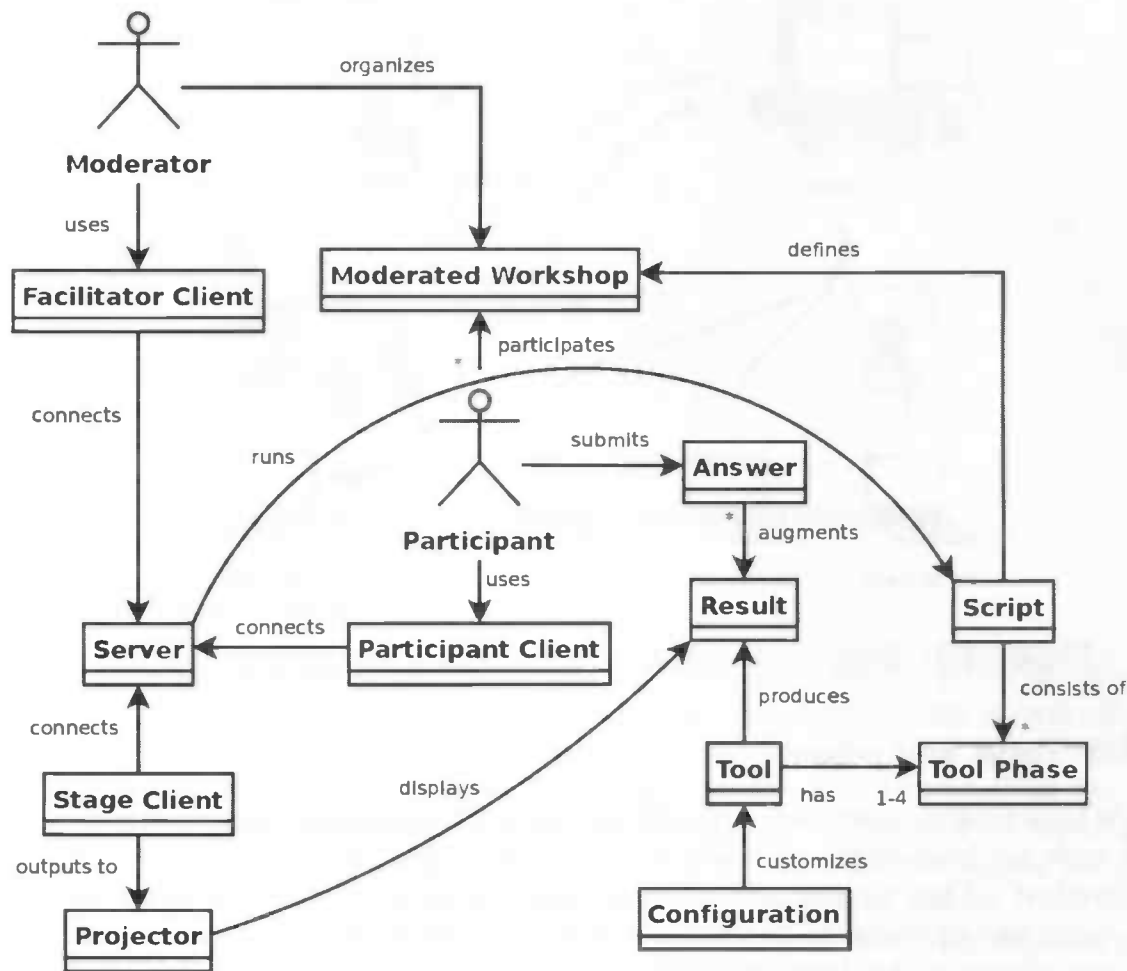 organizes
Moderator
uses
defines
Moderated Workshop
Facilitator Client
participates
*
connects
submits
runs
Answer
*
augments
Participant
uses
Result
Script
connects
Server
Participant Client
produces
consists of
*
connects
Tool
Tool Phase
displays
has
1-4
Stage Client
customizes
outputs to
Configuration
Projector